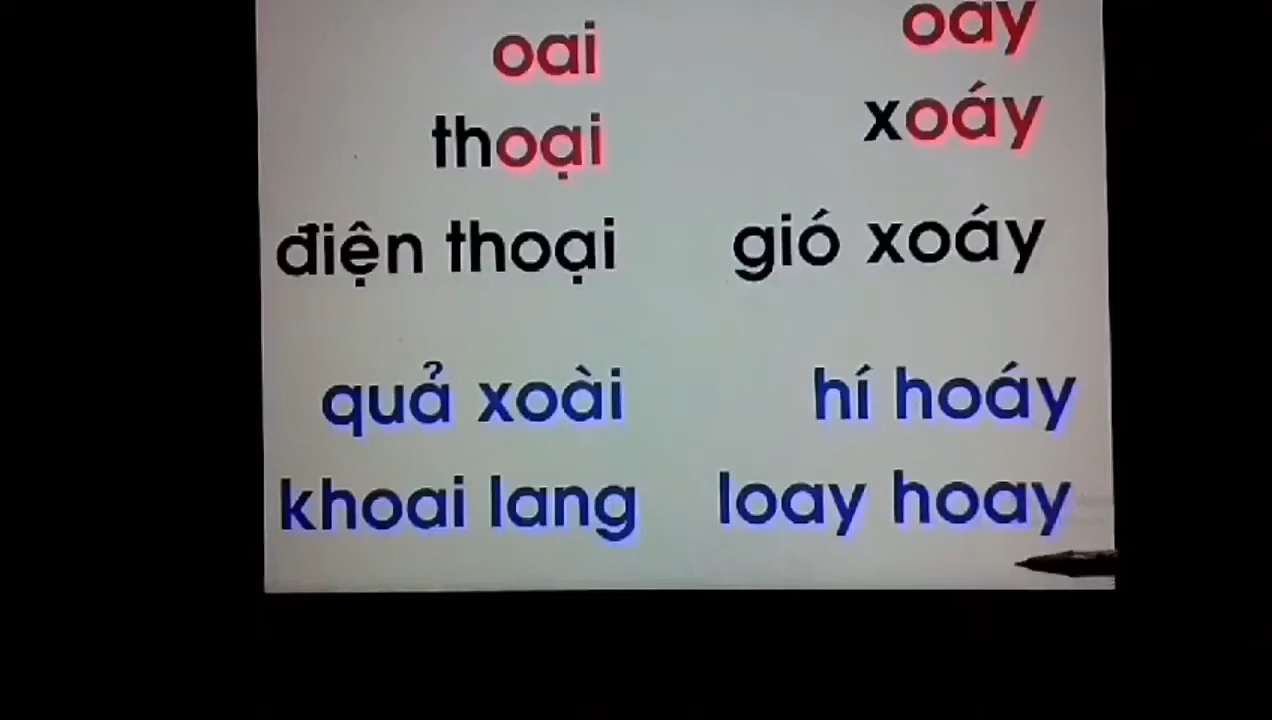 oai oay
thoại xoáy
điện thoại gió xoáy
quả xoài hí hoáy
khoai lang loay hoay